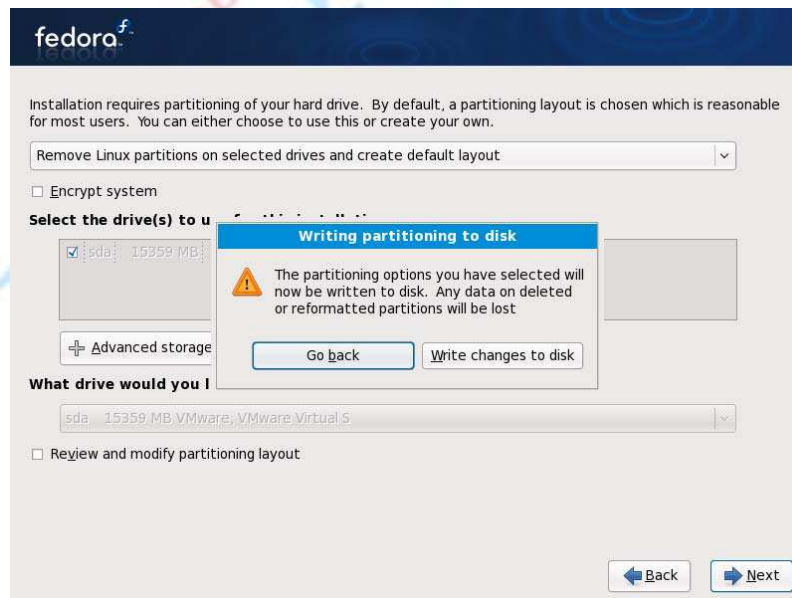 fedora
Installation requires partitioning of your hard drive. By default, a partitioning layout is chosen which is reasonable
for most users. You can either choose to use this or create your own.
Remove Linux partitions on selected drives and create default layout
Encrypt system
Select the drive(s) to u
Writing partitioning to disk
sda 15359 MB
The partitioning options you have selected will
now be written to disk. Any data on deleted
or reformatted partitions will be lost
Advanced storage
Go back
Write changes to disk
What drive would you l
sda 15359 MB VMware, VMware Virtual S
Review and modify partitioning layout
Back
Next